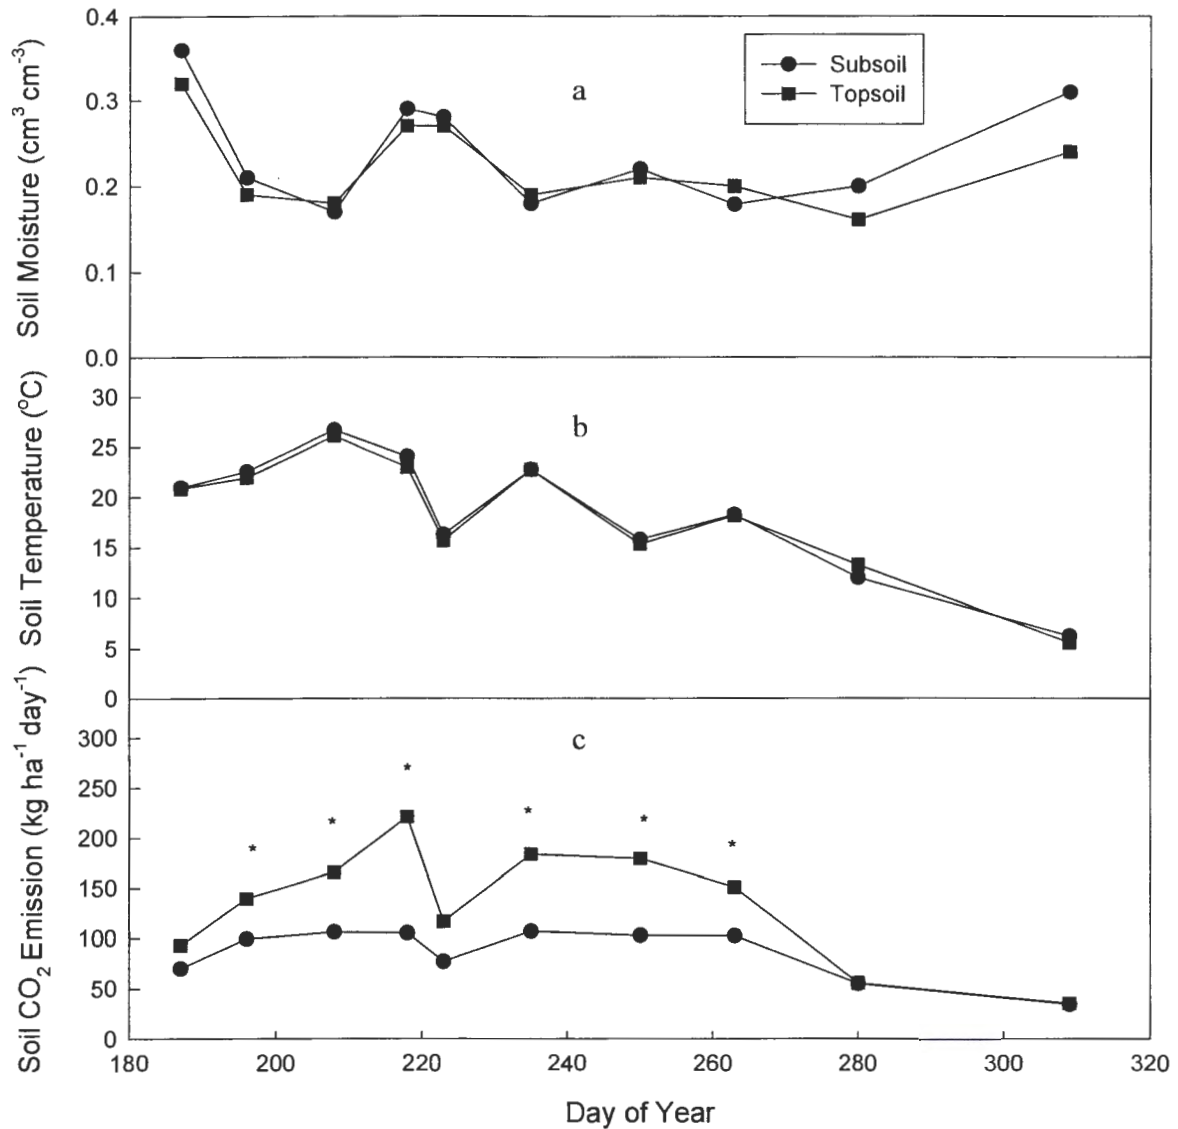 0.4
0.3
0.2
0.1
0.0
Soil Moisture (cm³ cm⁻³)
a
Subsoil
Topsoil
30
25
20
15
10
5
0
Soil Temperature (°C)
b
300
250
200
150
100
50
0
Soil CO₂ Emission (kg ha⁻¹ day⁻¹)
c
* * * * * *
180 200 220 240 260 280 300 320
Day of Year